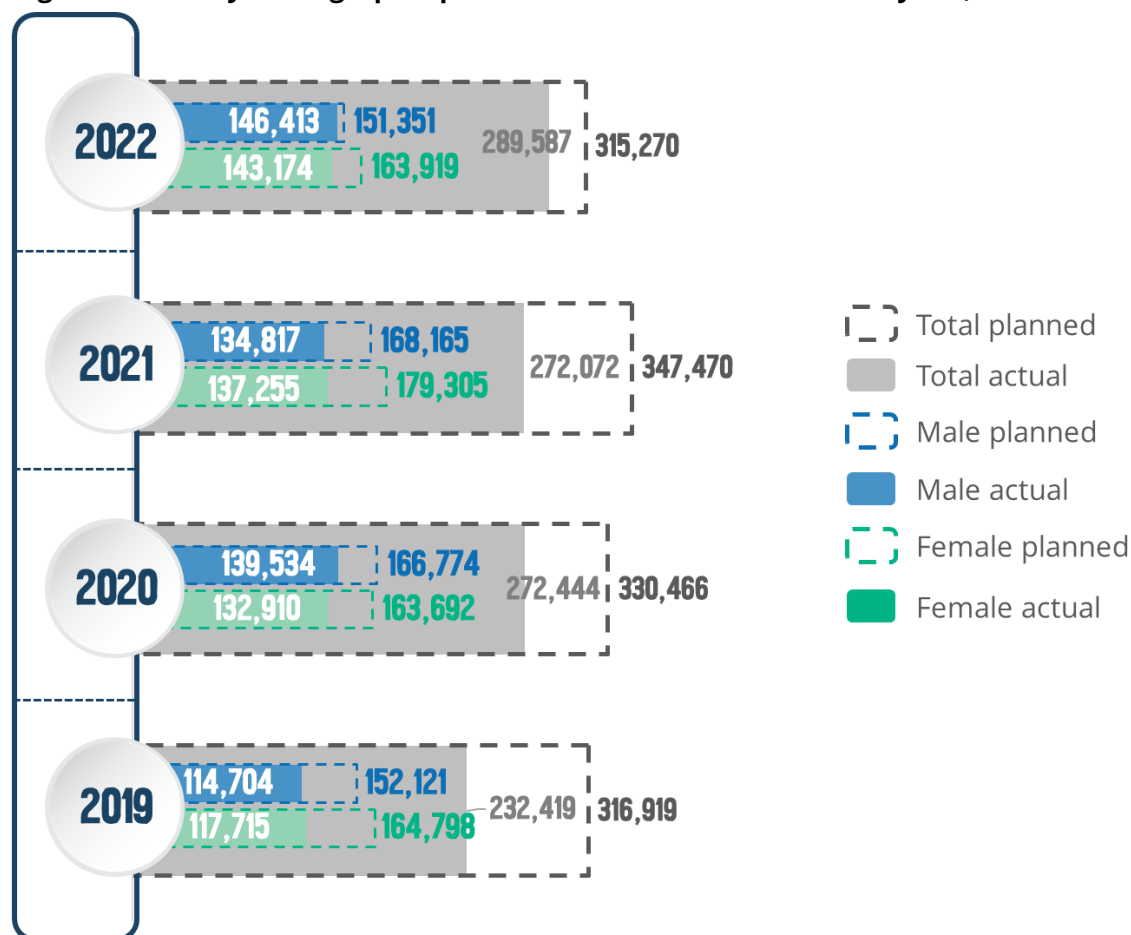 2022
146,413 151,351
143,174 163,919
289,587 315,270
2021
134,817 168,165
137,255 179,305
272,072 347,470
2020
139,534 166,774
132,910 163,692
272,444 330,466
2019
114,704 152,121
117,715 164,798
232,419 316,919
Total planned
Total actual
Male planned
Male actual
Female planned
Female actual